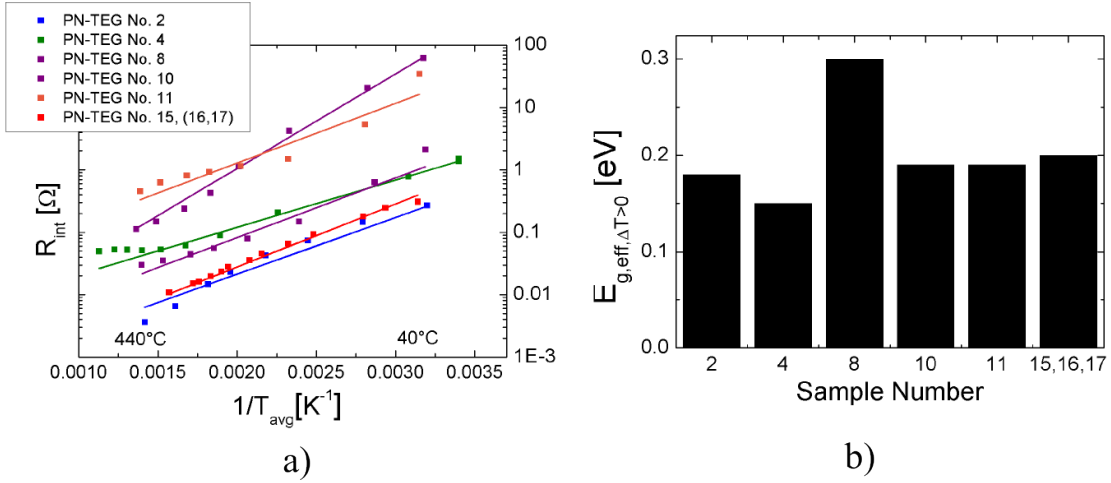 PN-TEG No. 2
PN-TEG No. 4
PN-TEG No. 8
PN-TEG No. 10
PN-TEG No. 11
PN-TEG No. 15, (16,17)
100
10
1
0.1
0.01
1E-3
R_int [Ω]
440°C
40°C
0.0010 0.0015 0.0020 0.0025 0.0030 0.0035
1/T_avg[K⁻¹]
a)
0.3
0.2
0.1
0.0
E_g,eff,ΔT>0 [eV]
2 4 8 10 11 15,16,17
Sample Number
b)